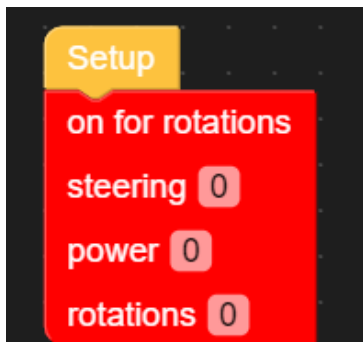 Setup
on for rotations
steering 0
power 0
rotations 0